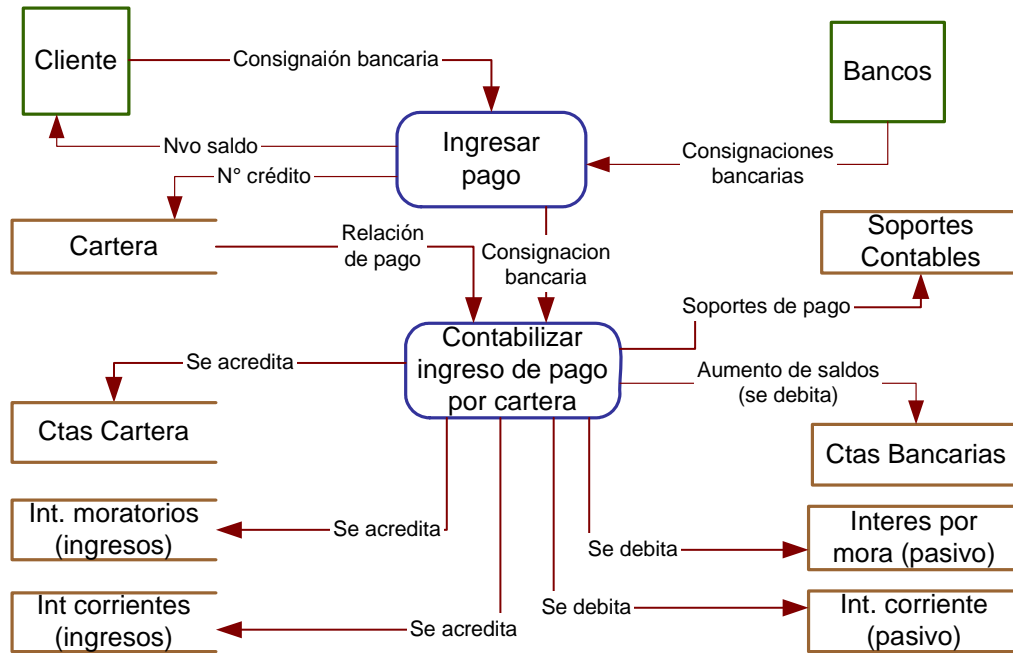 Cliente
Consignaión bancaria
Bancos
Ingresar
pago
Nvo saldo
Consignaciones
bancarias
N° crédito
Cartera
Relación
de pago
Consignacion
bancaria
Soportes
Contables
Soportes de pago
Contabilizar
ingreso de pago
por cartera
Se acredita
Aumento de saldos
(se debita)
Ctas Cartera
Ctas Bancarias
Int. moratorios
(ingresos)
Se acredita
Se debita
Interes por
mora (pasivo)
Int corrientes
(ingresos)
Se acredita
Se debita
Int. corriente
(pasivo)